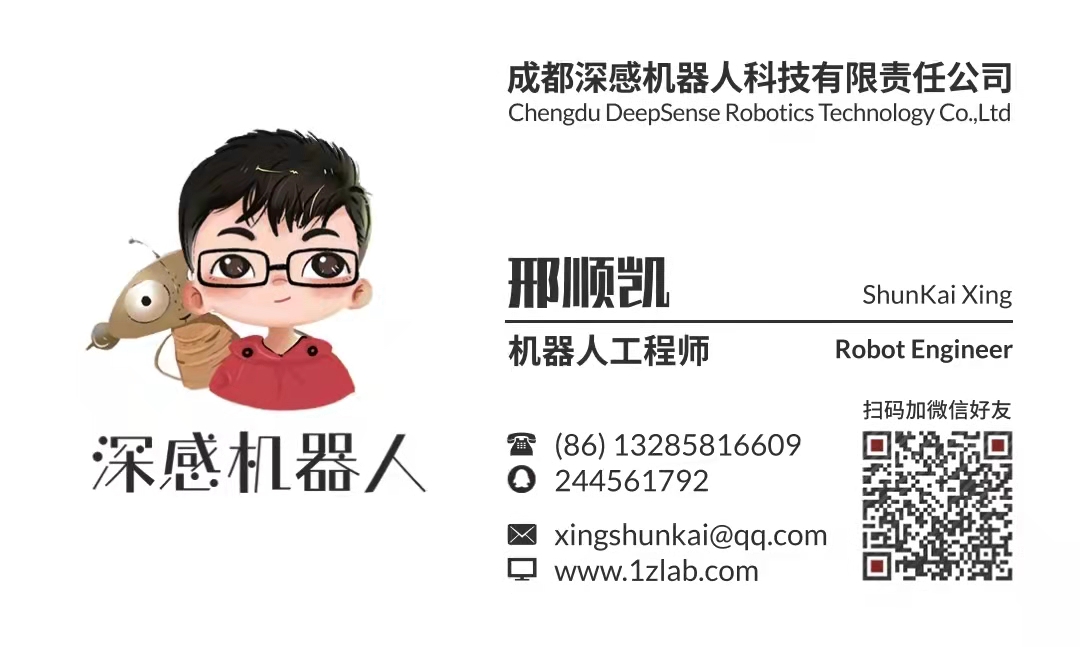 成都深感机器人科技有限责任公司
Chengdu DeepSense Robotics Technology Co.,Ltd
深感机器人
邢顺凯
ShunKai Xing
机器人工程师
Robot Engineer
扫码加微信好友
(86) 13285816609
244561792
xingshunkai@qq.com
www.1zlab.com